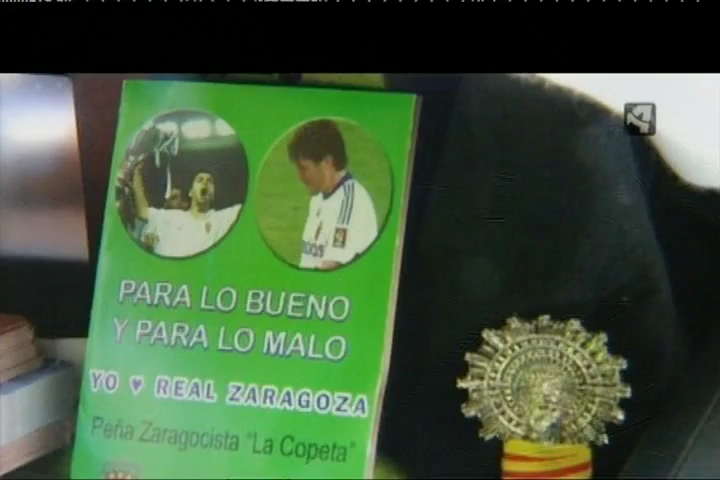 PARA LO BUENO
Y PARA LO MALO
YO ♥ REAL ZARAGOZA
Peña Zaragocista "La Copeta"